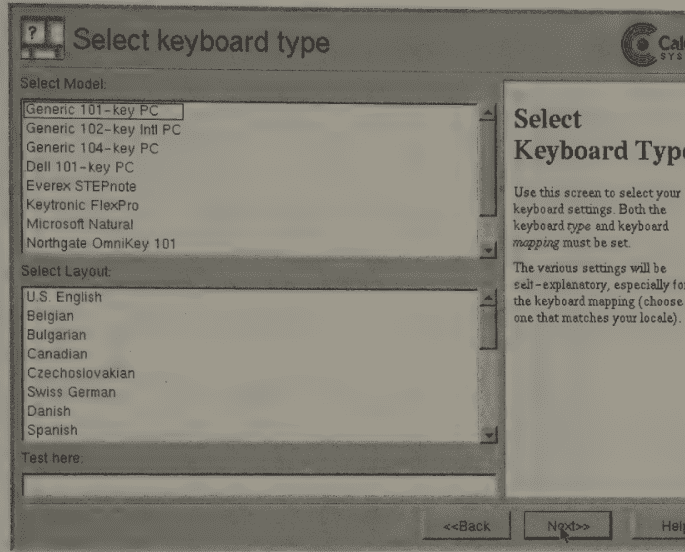 ?
Select keyboard type
Select Model:
Generic 101-key PC
Generic 102-key Intl PC
Generic 104-key PC
Dell 101-key PC
Everex STEPnote
Keytronic FlexPro
Microsoft Natural
Northgate OmniKey 101
Select Layout:
U.S. English
Belgian
Bulgarian
Canadian
Czechoslovakian
Swiss German
Danish
Spanish
Test here:
<<Back
Next>>
Help
Select
Keyboard Type
Use this screen to select your
keyboard settings. Both the
keyboard type and keyboard
mapping must be set.
The various settings will be
self-explanatory, especially for
the keyboard mapping (choose
one that matches your locale).